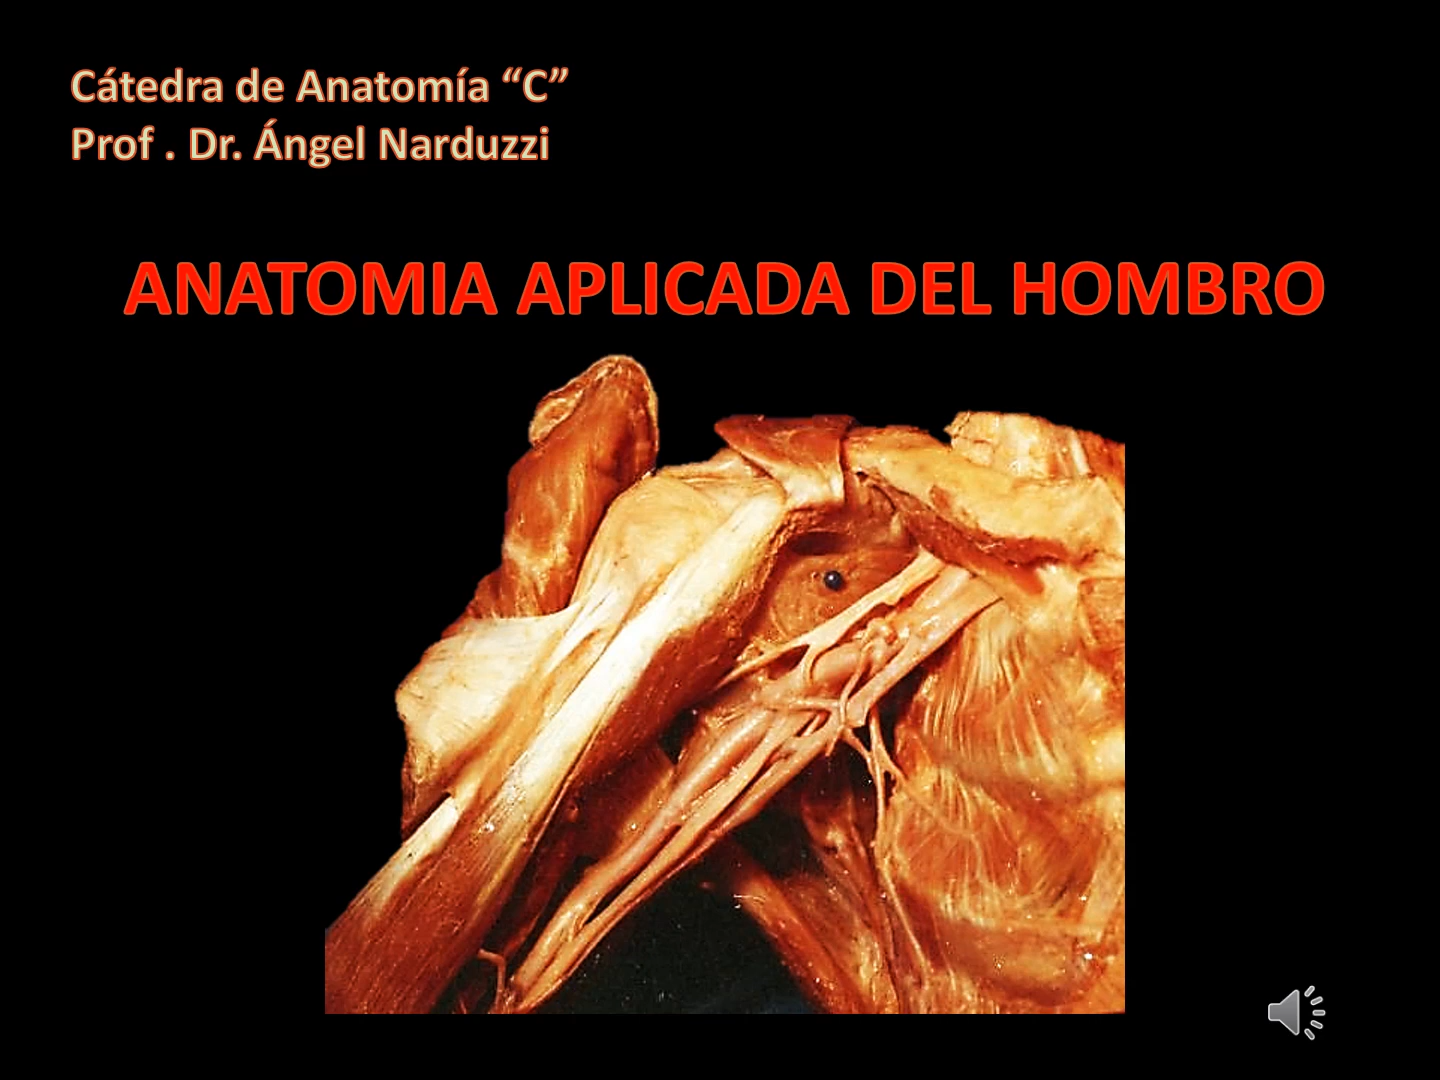 Cátedra de Anatomía “C”
Prof . Dr. Ángel Narduzzi
ANATOMIA APLICADA DEL HOMBRO